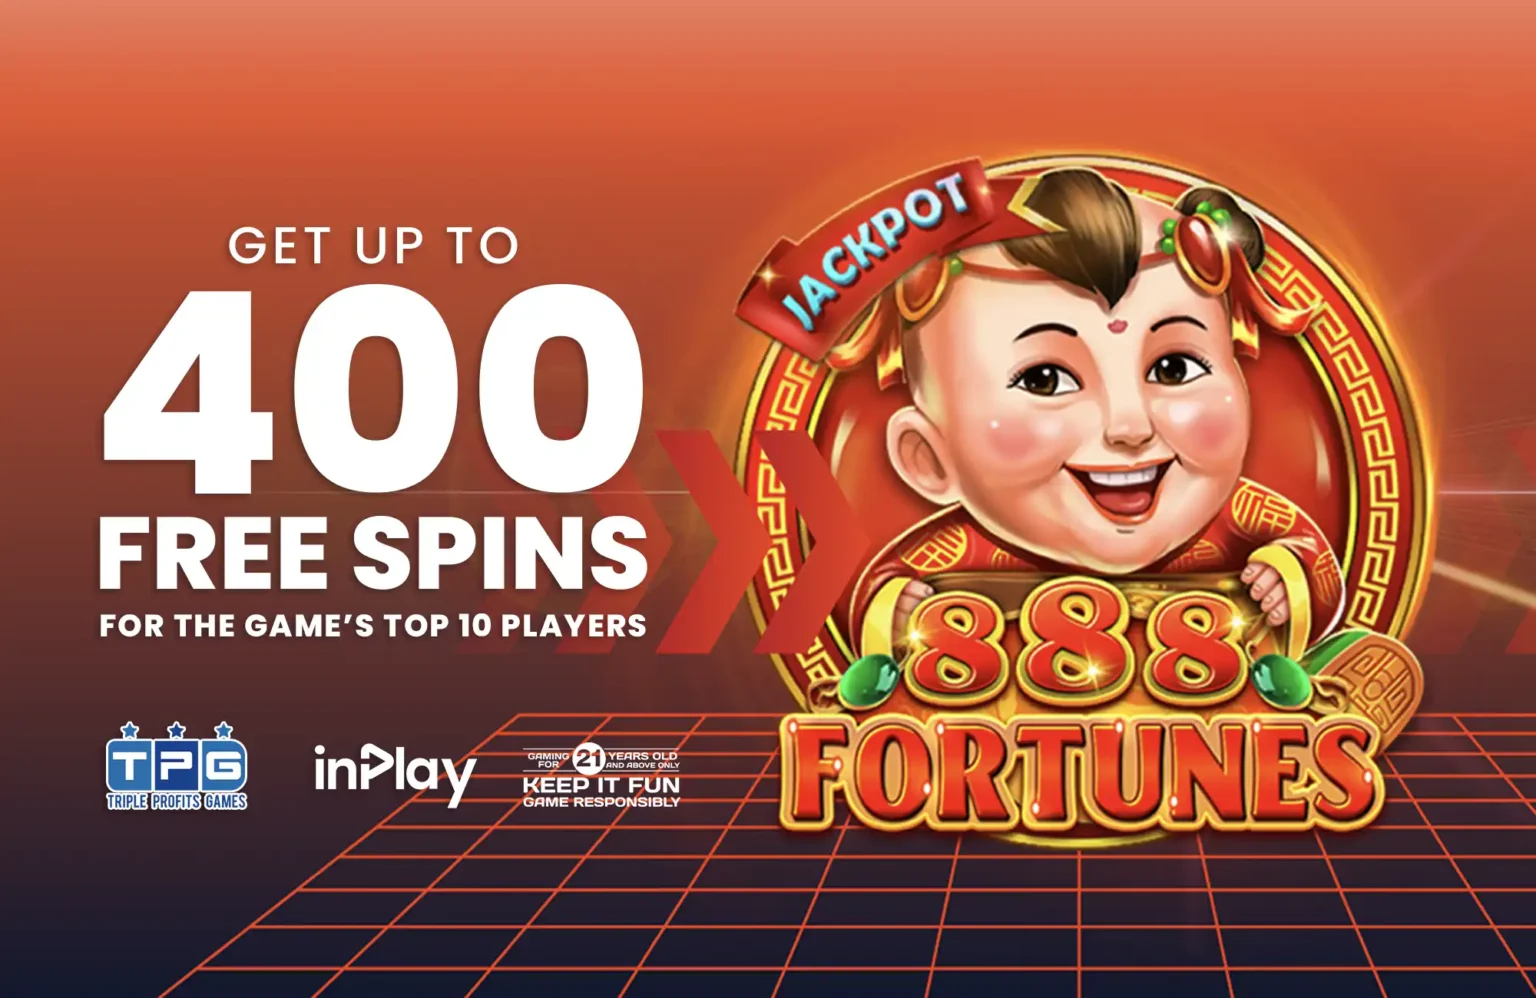 GET UP TO
400
FREE SPINS
FOR THE GAME'S TOP 10 PLAYERS
TPG
TRIPLE PROFITS GAMES
inPlay
GAMING FOR 21 YEARS OLD AND ABOVE ONLY
KEEP IT FUN
GAME RESPONSIBLY
JACKPOT
福
888
FORTUNES